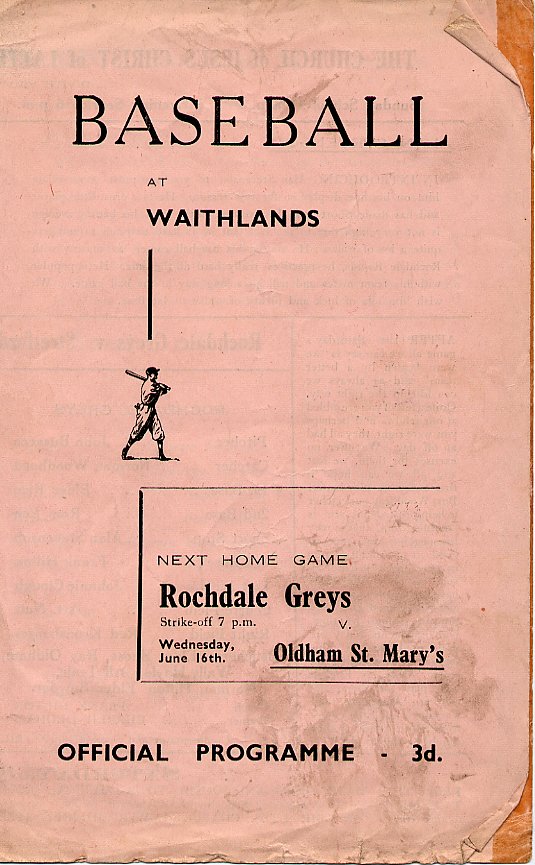 BASEBALL
AT
WAITHLANDS
NEXT HOME GAME
Rochdale Greys
Strike-off 7 p.m. v.
Wednesday,
June 16th. Oldham St. Mary's
OFFICIAL PROGRAMME - 3d.